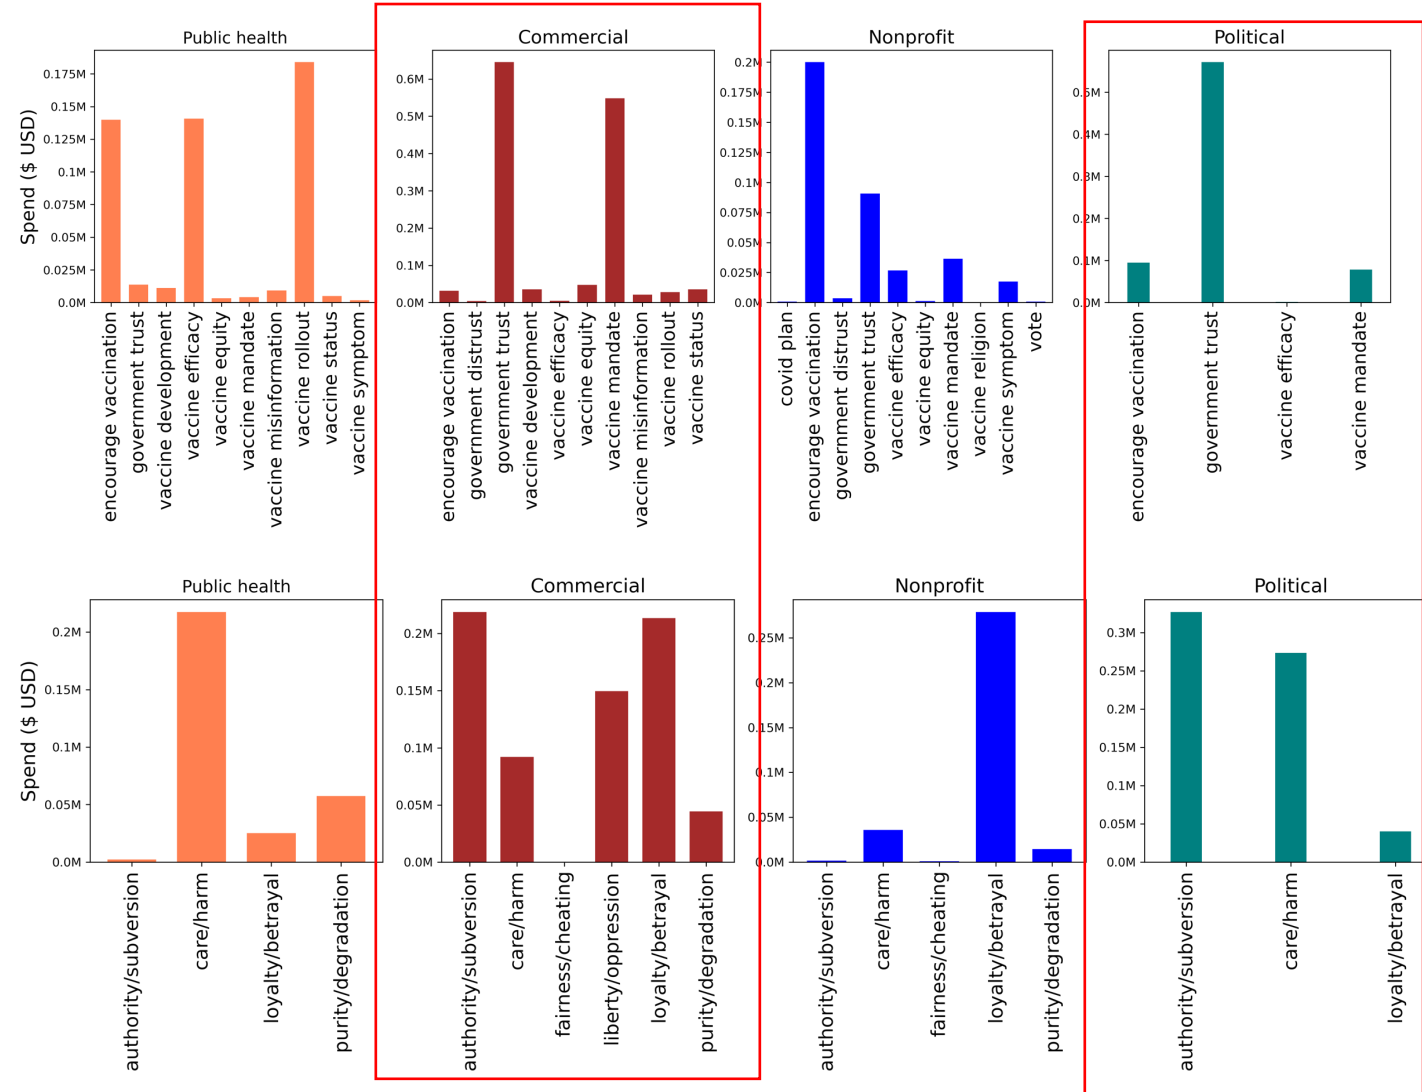 Public health
Spend ($ USD)
0.175M
0.15M
0.125M
0.1M
0.075M
0.05M
0.025M
0.0M
encourage vaccination
government trust
vaccine development
vaccine efficacy
vaccine equity
vaccine mandate
vaccine misinformation
vaccine rollout
vaccine status
vaccine symptom
Commercial
0.6M
0.5M
0.4M
0.3M
0.2M
0.1M
0.0M
encourage vaccination
government distrust
government trust
vaccine development
vaccine efficacy
vaccine equity
vaccine mandate
vaccine misinformation
vaccine rollout
vaccine status
Nonprofit
0.2M
0.175M
0.15M
0.125M
0.1M
0.075M
0.05M
0.025M
0.0M
covid plan
encourage vaccination
government distrust
government trust
vaccine efficacy
vaccine equity
vaccine mandate
vaccine religion
vaccine symptom
vote
Political
0.5M
0.4M
0.3M
0.2M
0.1M
0.0M
encourage vaccination
government trust
vaccine efficacy
vaccine mandate
Public health
Spend ($ USD)
0.2M
0.15M
0.1M
0.05M
0.0M
authority/subversion
care/harm
loyalty/betrayal
purity/degradation
Commercial
0.2M
0.15M
0.1M
0.05M
0.0M
authority/subversion
care/harm
fairness/cheating
liberty/oppression
loyalty/betrayal
purity/degradation
Nonprofit
0.25M
0.2M
0.15M
0.1M
0.05M
0.0M
authority/subversion
care/harm
fairness/cheating
loyalty/betrayal
purity/degradation
Political
0.3M
0.25M
0.2M
0.15M
0.1M
0.05M
0.0M
authority/subversion
care/harm
loyalty/betrayal